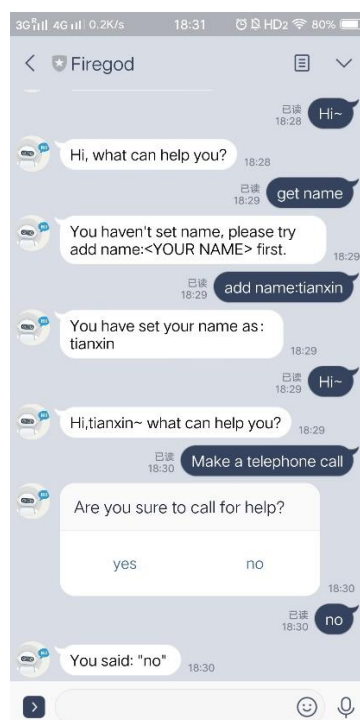 3G 4G 0.2K/s 18:31 HD2 80%
Firegod
已读
18:28 Hi~
Hi, what can help you? 18:28
已读
18:29 get name
You haven't set name, please try
add name:<YOUR NAME> first. 18:29
已读
18:29 add name:tianxin
You have set your name as:
tianxin 18:29
已读
18:29 Hi~
Hi,tianxin~ what can help you? 18:29
已读
18:30 Make a telephone call
Are you sure to call for help?
yes no
18:30
已读
18:30 no
You said: "no" 18:30